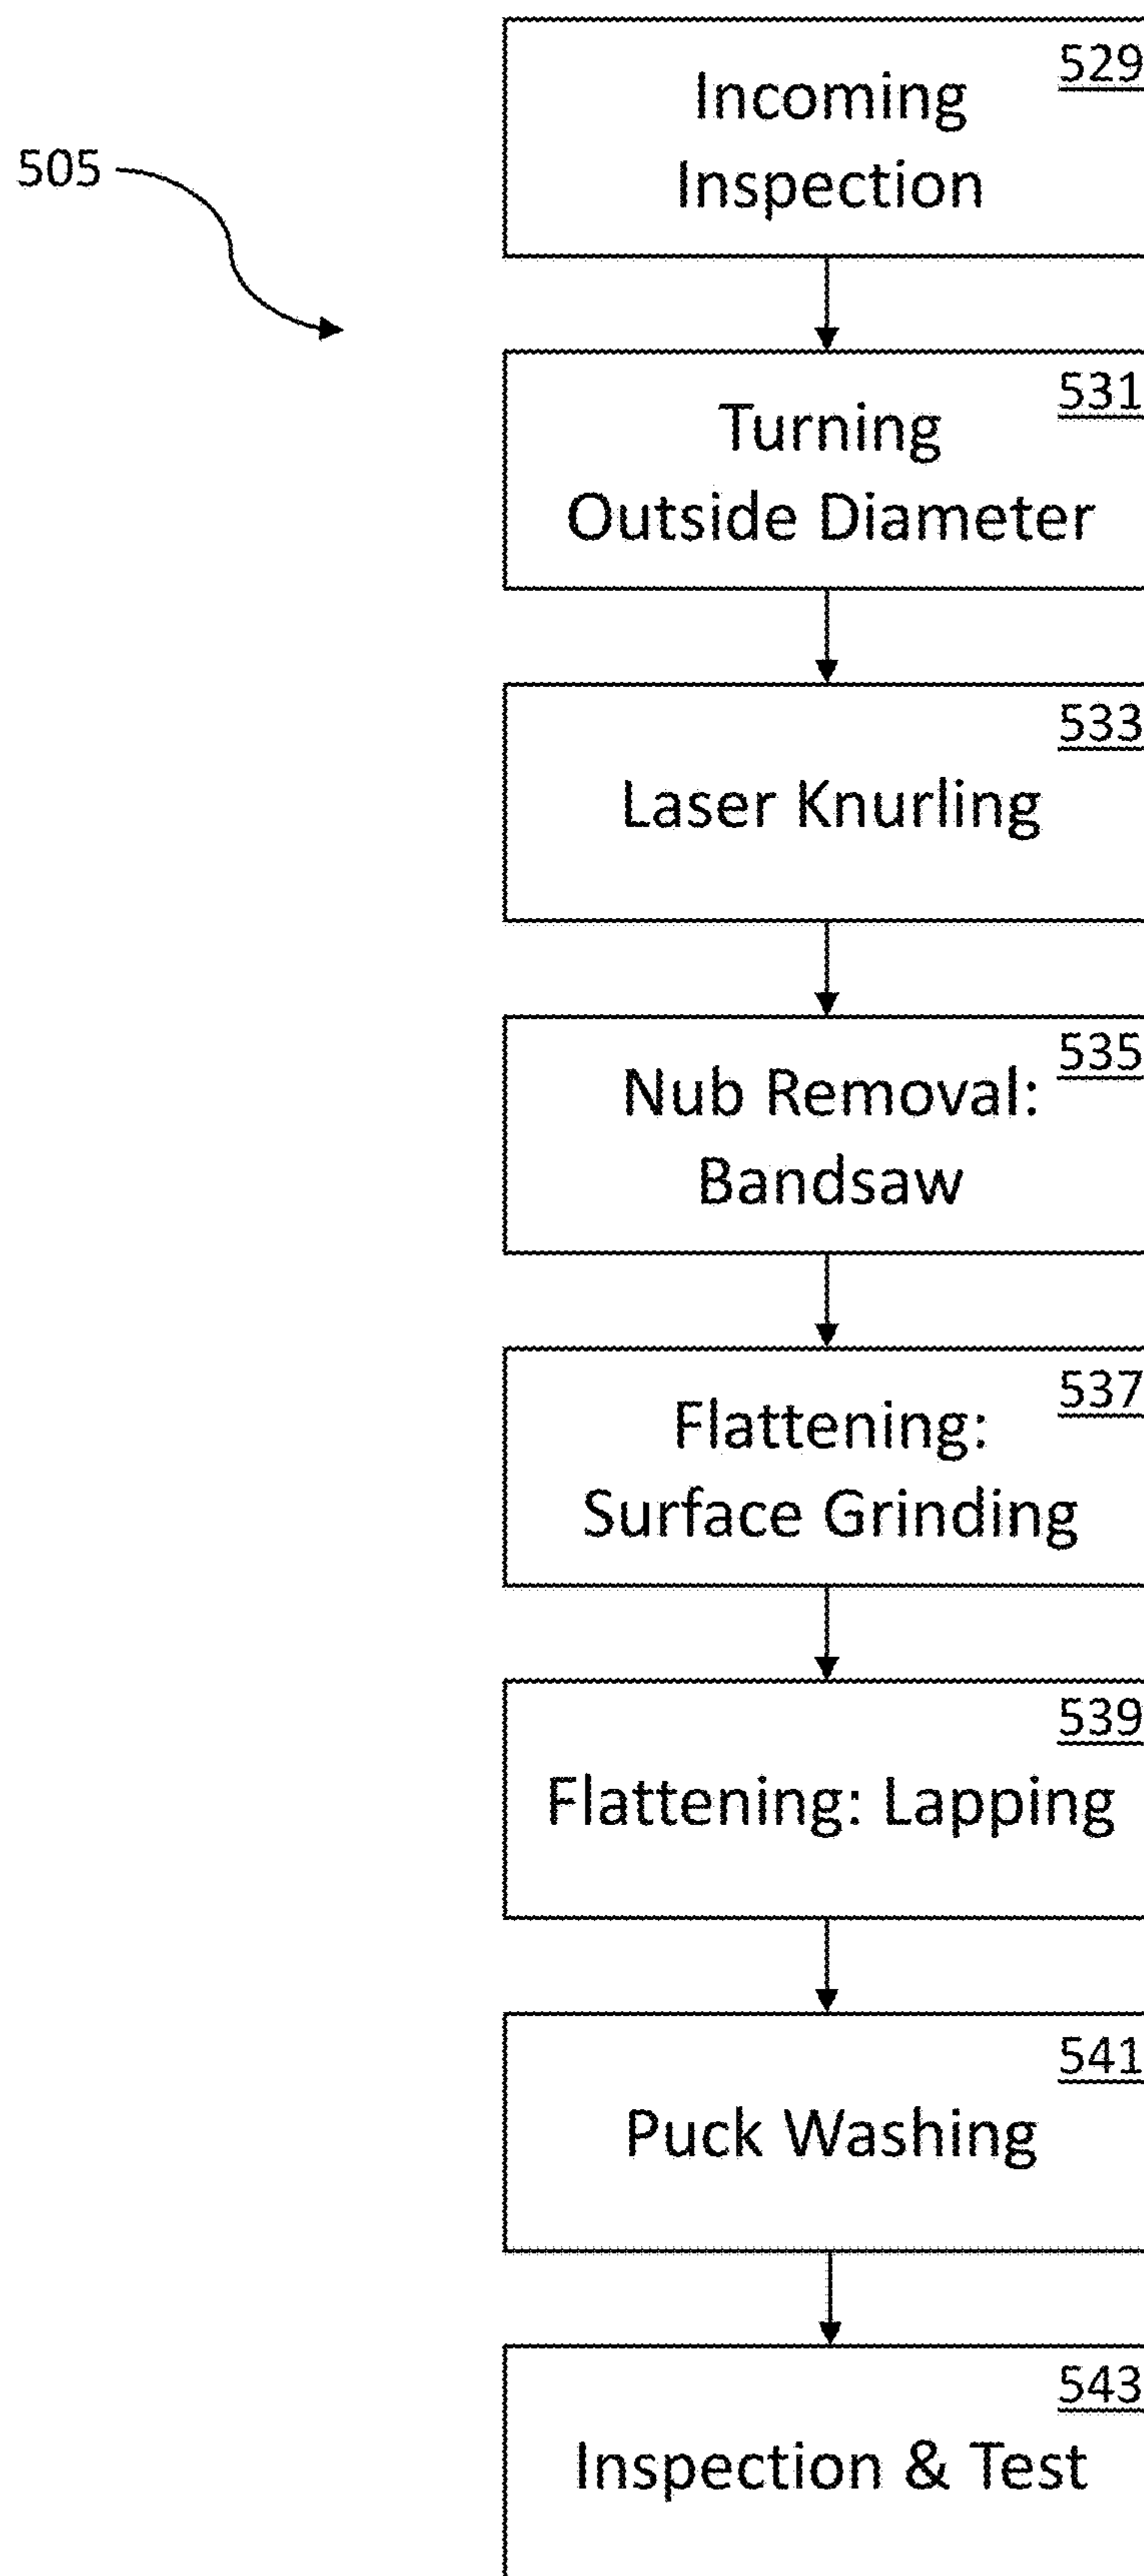 529
Incoming
Inspection
505
531
Turning
Outside Diameter
533
Laser Knurling
535
Nub Removal:
Bandsaw
537
Flattening:
Surface Grinding
539
Flattening: Lapping
541
Puck Washing
543
Inspection & Test